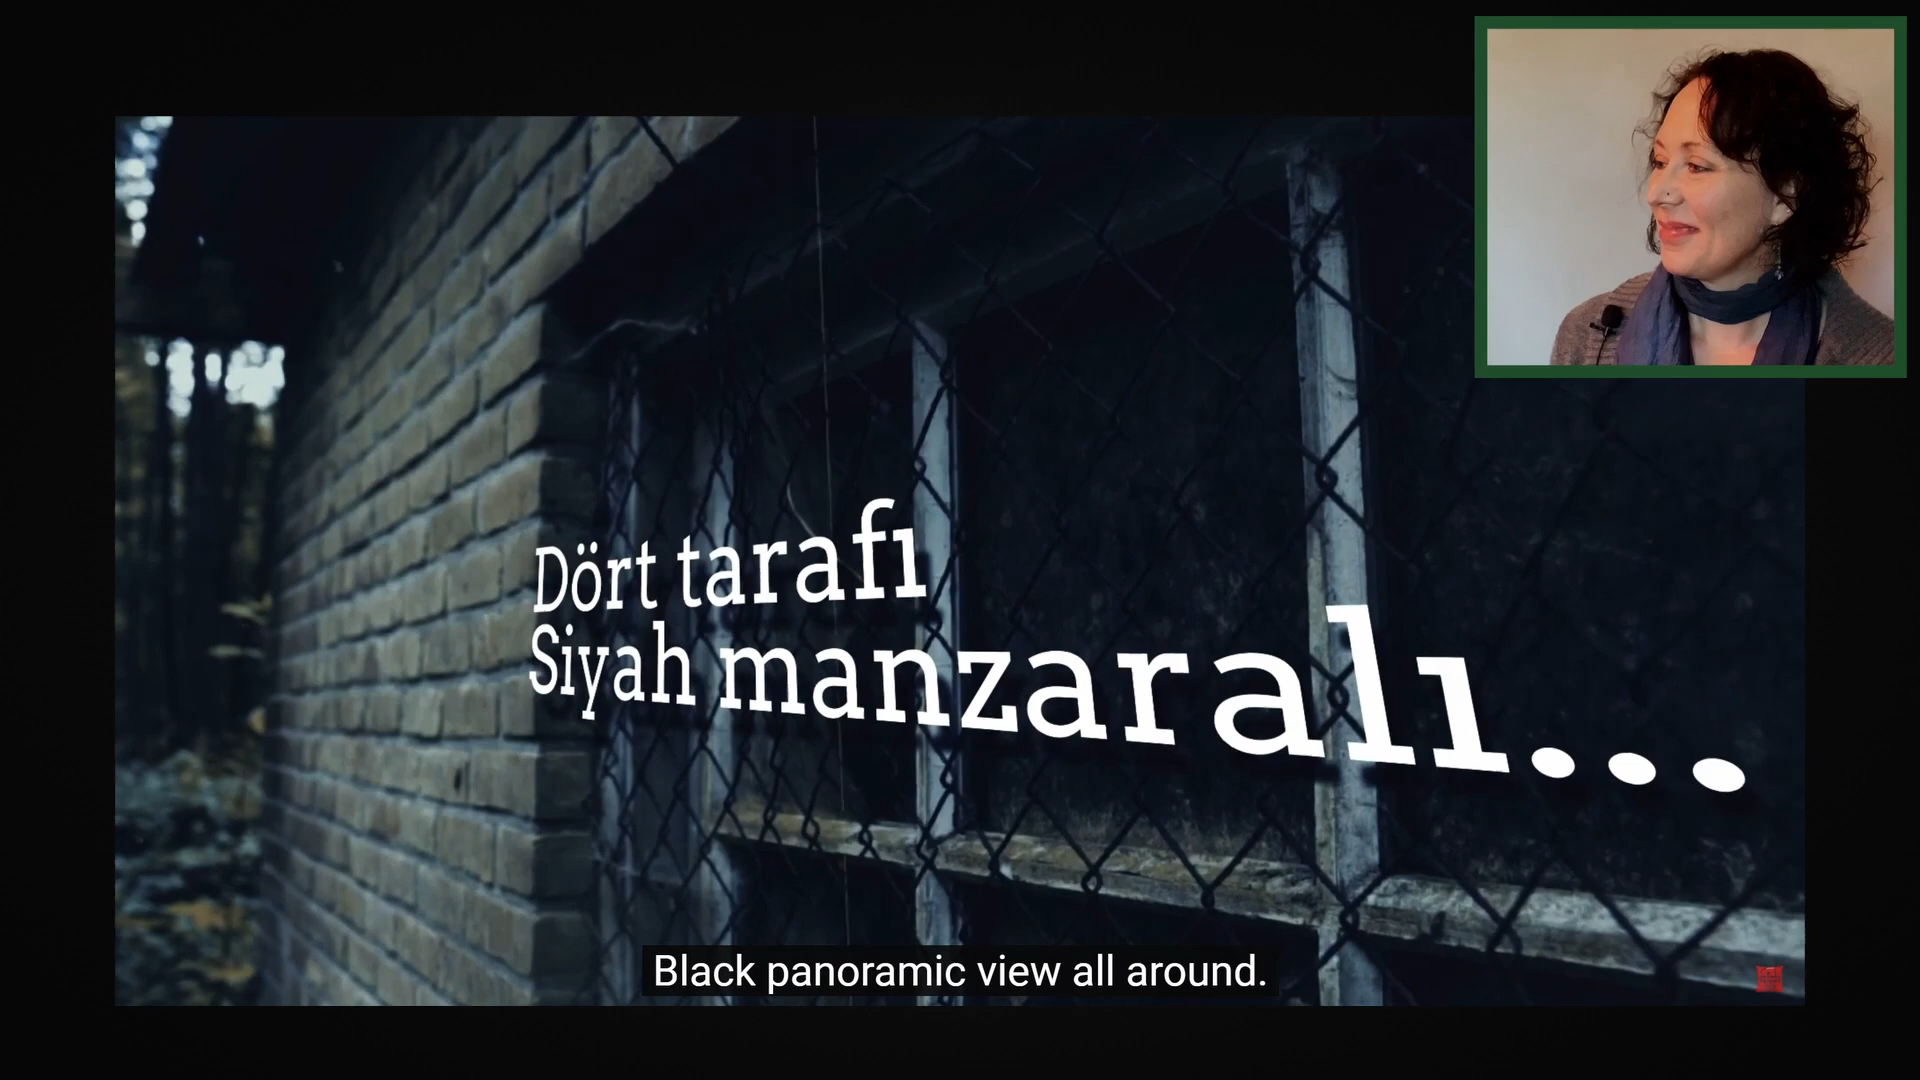 Dört tarafı
Siyah manzaralı...
Black panoramic view all around.